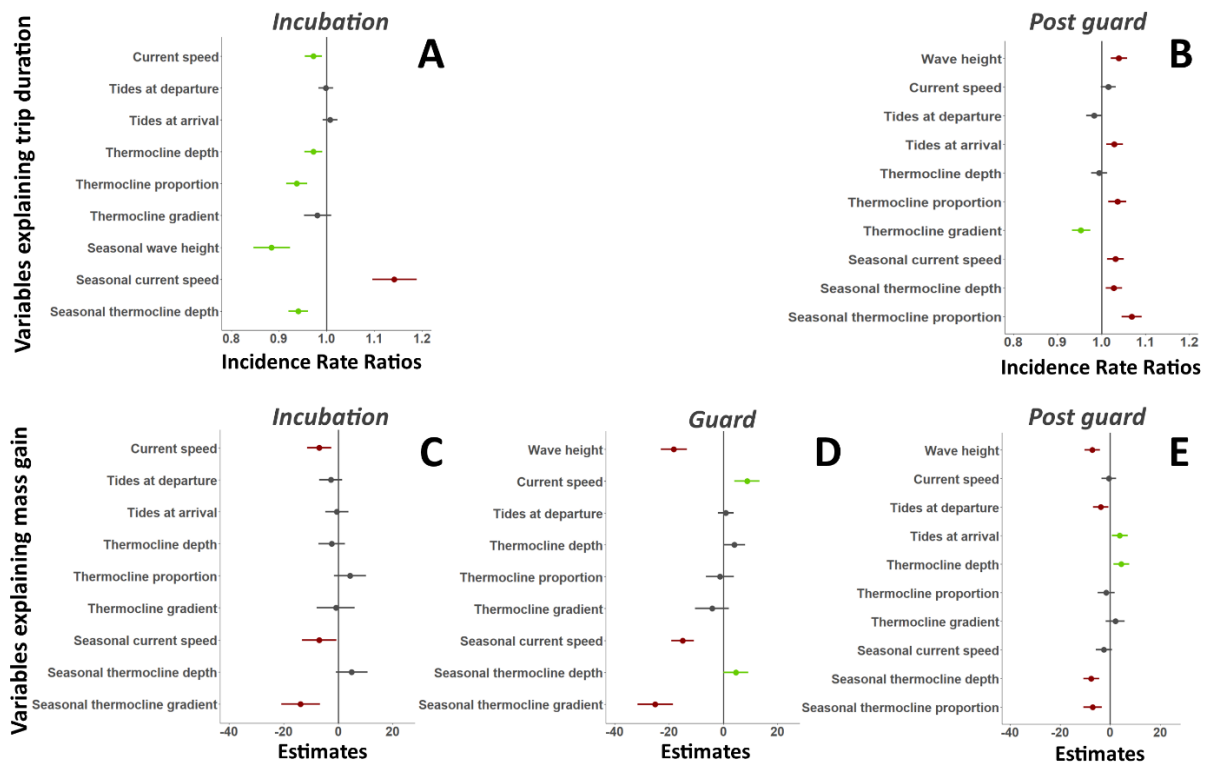 Variables explaining trip duration
Incubation
A
Current speed
Tides at departure
Tides at arrival
Thermocline depth
Thermocline proportion
Thermocline gradient
Seasonal wave height
Seasonal current speed
Seasonal thermocline depth
0.8 0.9 1.0 1.1 1.2
Incidence Rate Ratios
Post guard
B
Wave height
Current speed
Tides at departure
Tides at arrival
Thermocline depth
Thermocline proportion
Thermocline gradient
Seasonal current speed
Seasonal thermocline depth
Seasonal thermocline proportion
0.8 0.9 1.0 1.1 1.2
Incidence Rate Ratios
Variables explaining mass gain
Incubation
C
Current speed
Tides at departure
Tides at arrival
Thermocline depth
Thermocline proportion
Thermocline gradient
Seasonal current speed
Seasonal thermocline depth
Seasonal thermocline gradient
-40 -20 0 20
Estimates
Guard
D
Wave height
Current speed
Tides at departure
Thermocline depth
Thermocline proportion
Thermocline gradient
Seasonal current speed
Seasonal thermocline depth
Seasonal thermocline gradient
-40 -20 0 20
Estimates
Post guard
E
Wave height
Current speed
Tides at departure
Tides at arrival
Thermocline depth
Thermocline proportion
Thermocline gradient
Seasonal current speed
Seasonal thermocline depth
Seasonal thermocline proportion
-40 -20 0 20
Estimates